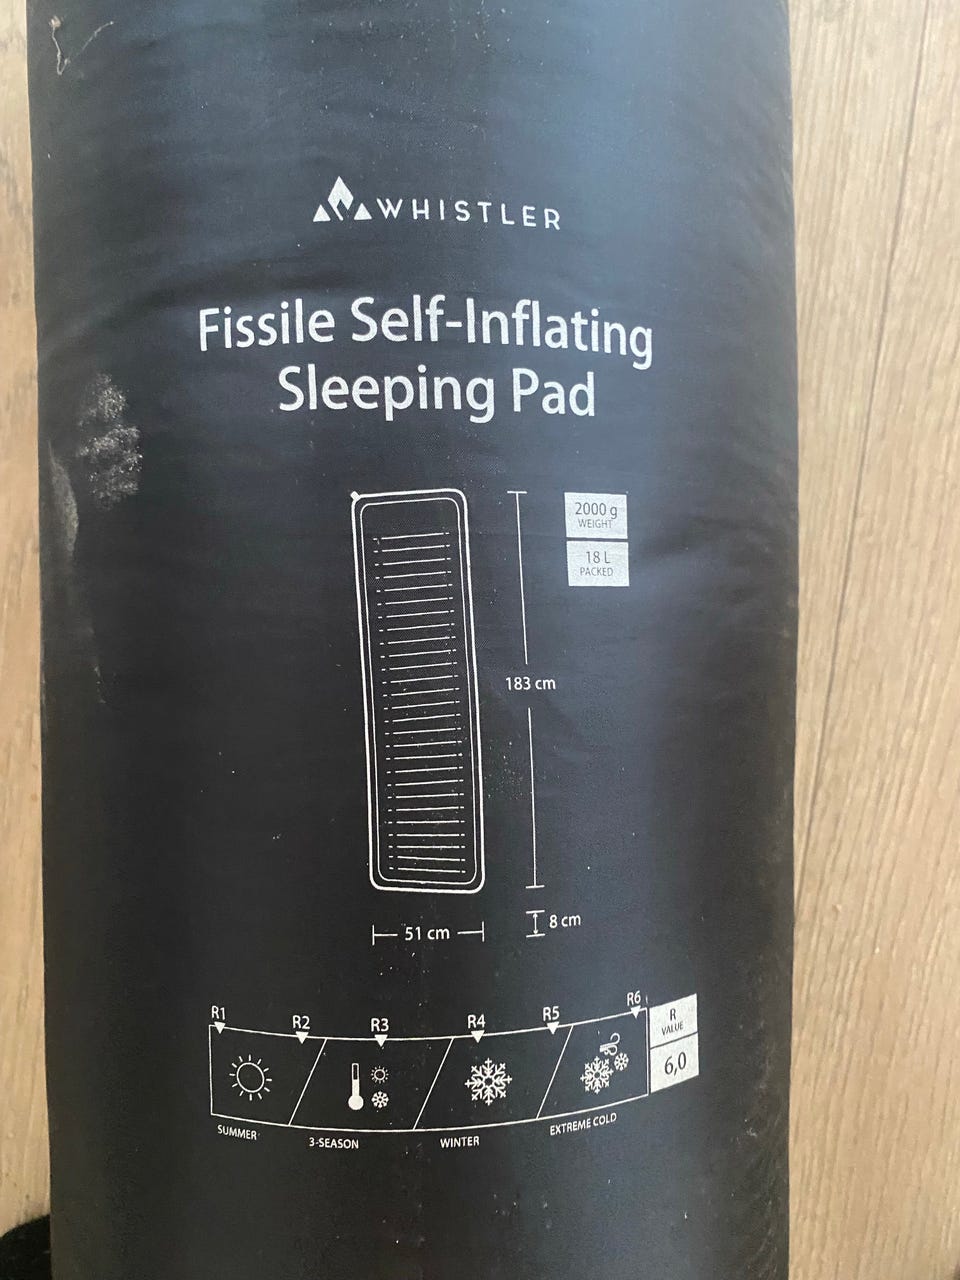 WHISTLER
Fissile Self-Inflating
Sleeping Pad
2000 g
WEIGHT
18 L
PACKED
183 cm
51 cm
8 cm
R1 R2 R3 R4 R5 R6
R
VALUE
6,0
SUMMER 3-SEASON WINTER EXTREME COLD